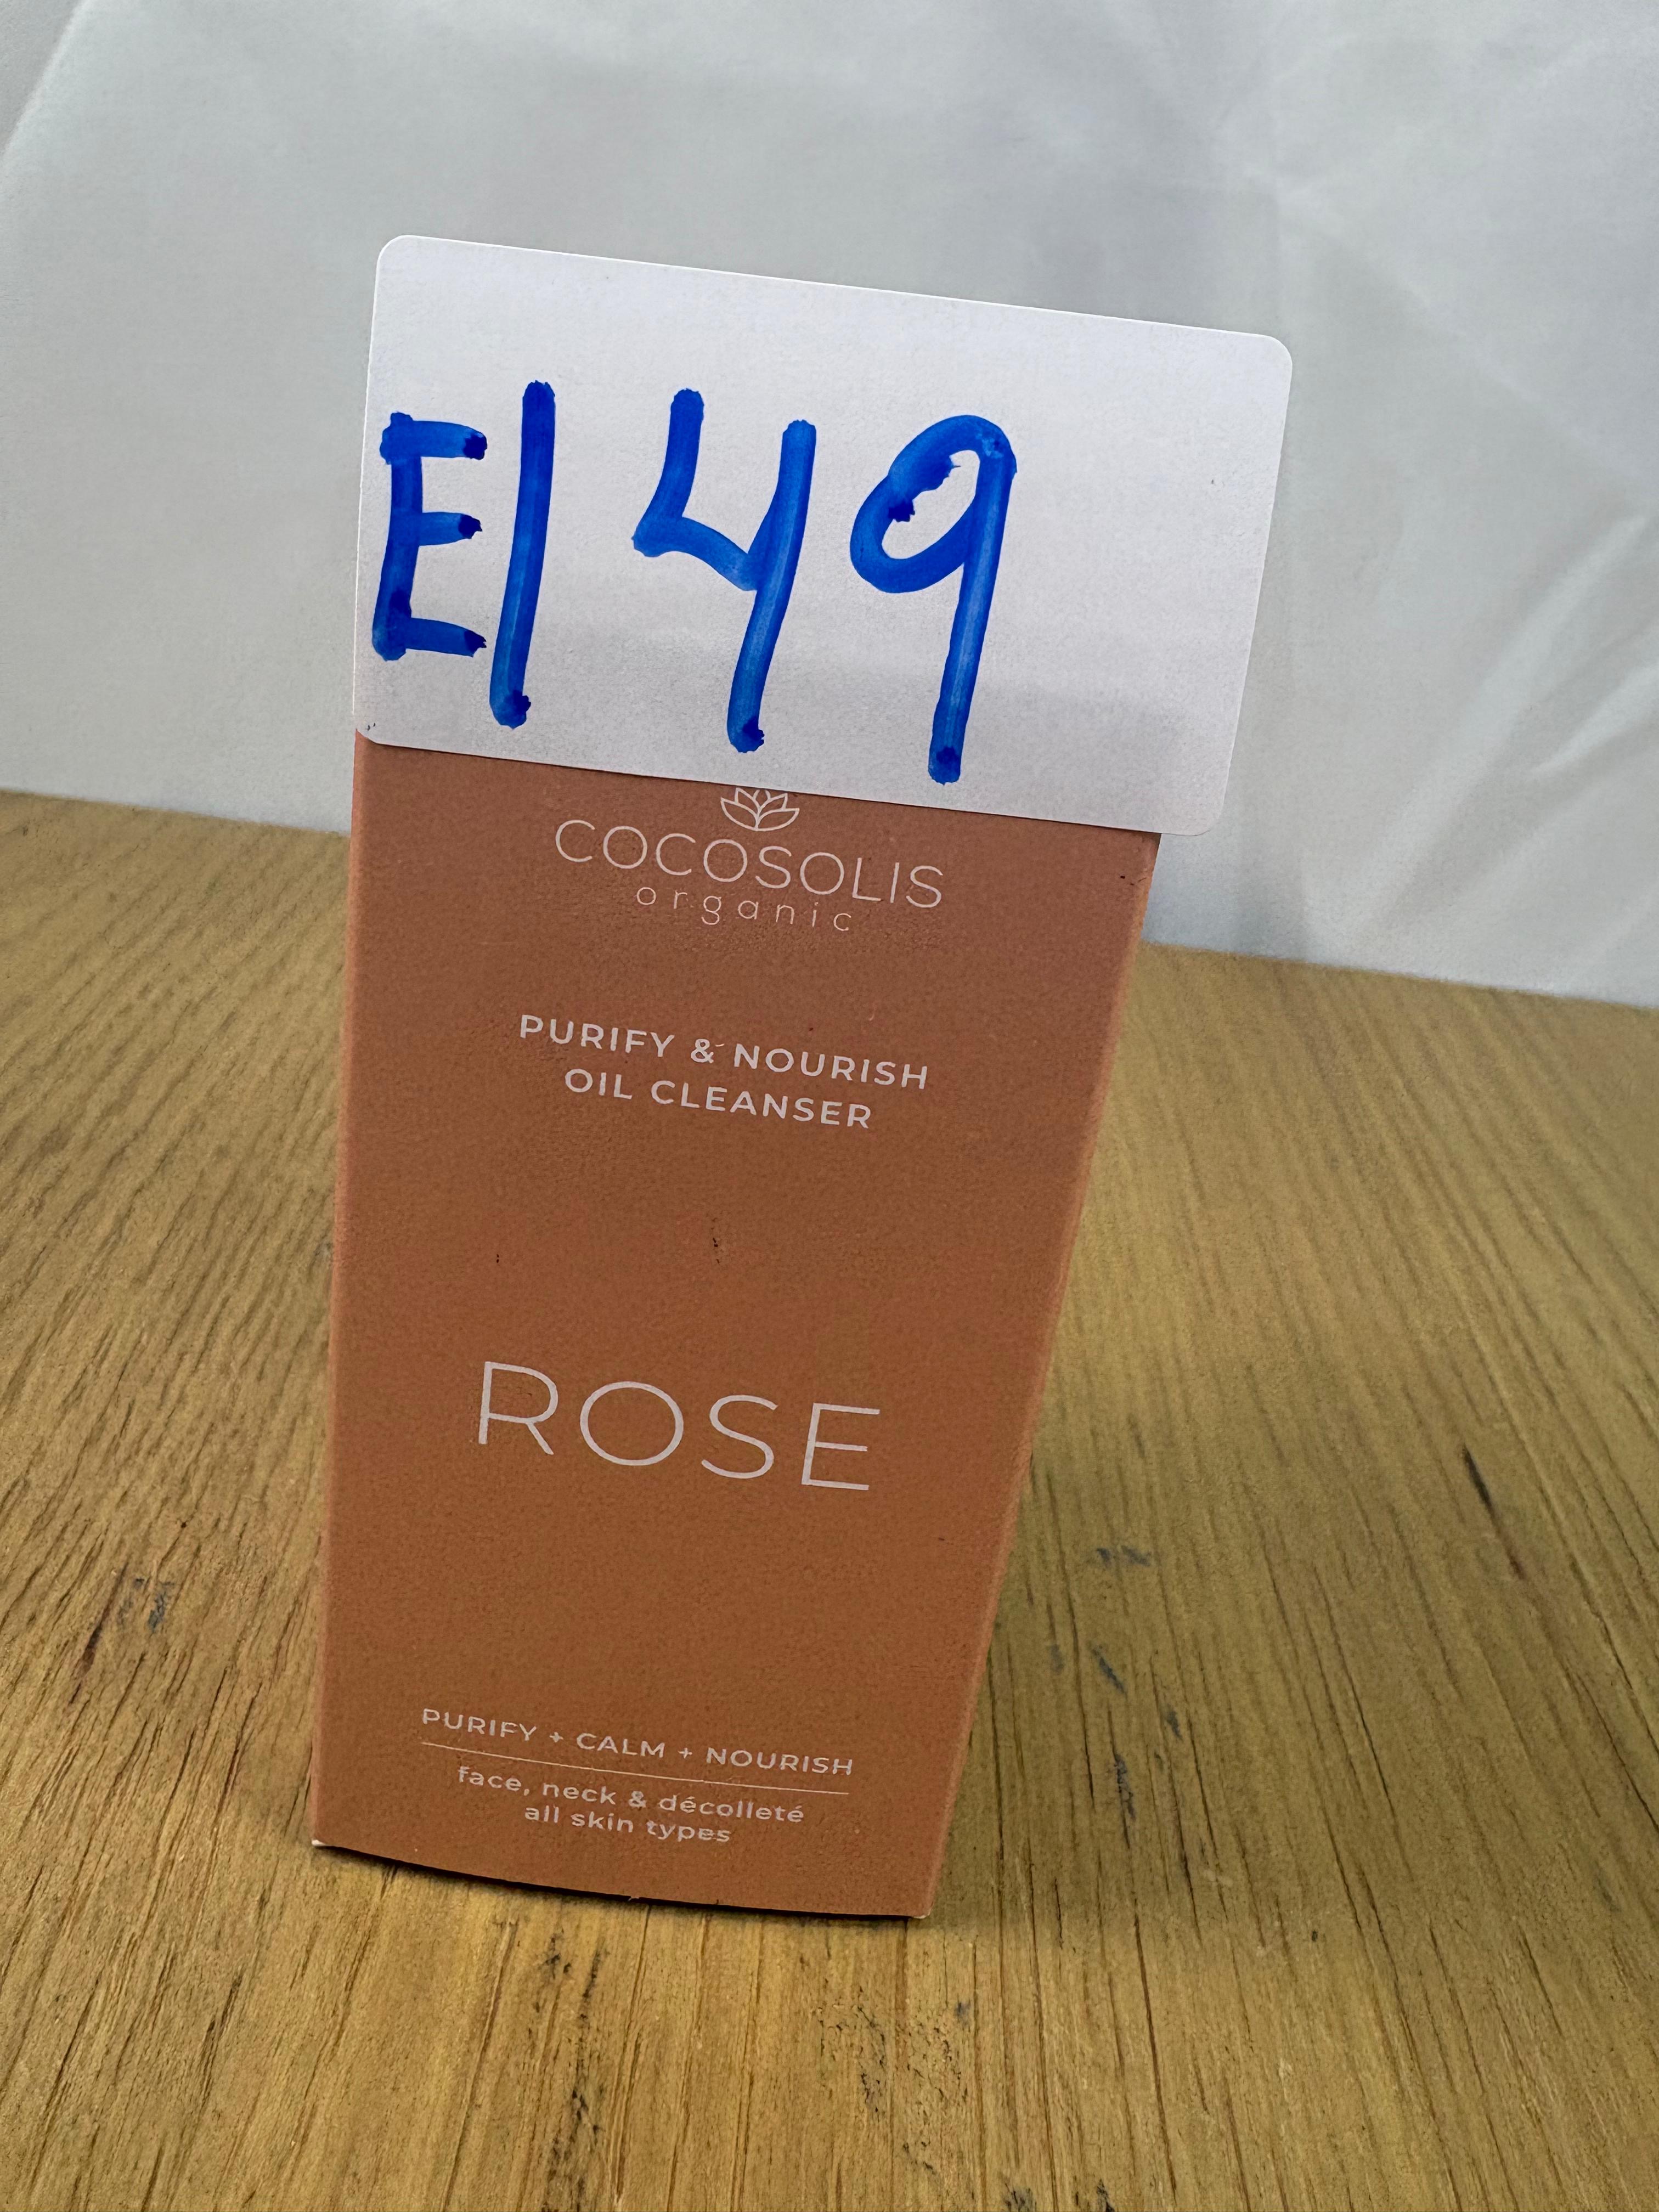 E149
COCOSOLIS
organic
PURIFY & NOURISH
OIL CLEANSER
ROSE
PURIFY + CALM + NOURISH
face, neck & décolleté
all skin types